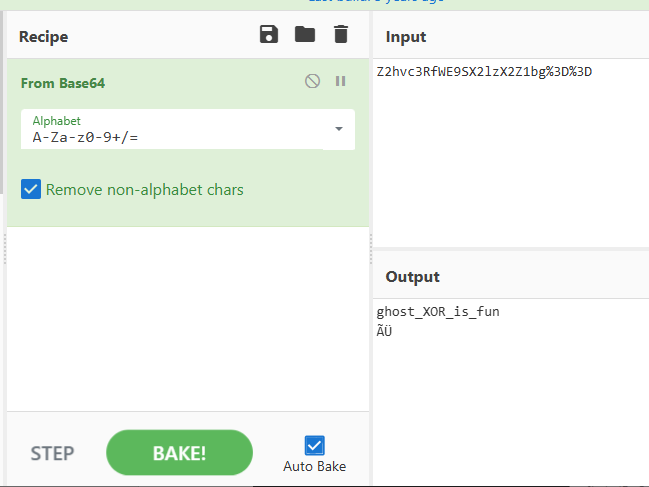 Recipe
From Base64
Alphabet
A-Za-z0-9+/=
Remove non-alphabet chars
STEP
BAKE!
Auto Bake
Input
Z2hvc3RfWE9SX2lzX2Z1bg%3D%3D
Output
ghost_XOR_is_fun
ÃÜ